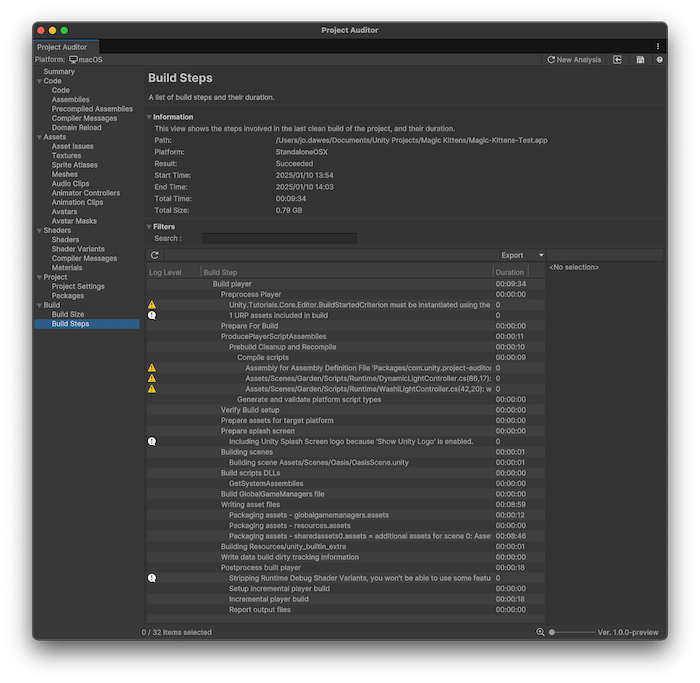 Project Auditor
Project Auditor
Platform: macOS
New Analysis
Summary
Code
Code
Assemblies
Precompiled Assemblies
Compiler Messages
Domain Reload
Assets
Asset Issues
Textures
Sprite Atlases
Meshes
Audio Clips
Animator Controllers
Animation Clips
Avatars
Avatar Masks
Shaders
Shaders
Shader Variants
Compiler Messages
Materials
Project
Project Settings
Packages
Build
Build Size
Build Steps
Build Steps
A list of build steps and their duration.
Information
This view shows the steps involved in the last clean build of the project, and their duration.
Path: /Users/jo.dawes/Documents/Unity Projects/Magic Kittens/Magic-Kittens-Test.app
Platform: StandaloneOSX
Result: Succeeded
Start Time: 2025/01/10 13:54
End Time: 2025/01/10 14:03
Total Time: 00:09:34
Total Size: 0.79 GB
Filters
Search :
Export
Log Level Build Step Duration
<No selection>
Build player 00:09:34
Preprocess Player 00:00:00
Unity.Tutorials.Core.Editor.BuildStartedCriterion must be instantiated using the 0
1 URP assets included in build 0
Prepare For Build 00:00:00
ProducePlayerScriptAssemblies 00:00:11
Prebuild Cleanup and Recompile 00:00:10
Compile scripts 00:00:09
Assembly for Assembly Definition File 'Packages/com.unity.project-auditor 0
Assets/Scenes/Garden/Scripts/Runtime/DynamicLightController.cs(86,17): 0
Assets/Scenes/Garden/Scripts/Runtime/WashiLightController.cs(42,20): w 0
Generate and validate platform script types 00:00:00
Verify Build setup 00:00:00
Prepare assets for target platform 00:00:00
Prepare splash screen 00:00:00
Including Unity Splash Screen logo because 'Show Unity Logo' is enabled. 0
Building scenes 00:00:01
Building scene Assets/Scenes/Oasis/OasisScene.unity 00:00:01
Build scripts DLLs 00:00:00
GetSystemAssemblies 00:00:00
Build GlobalGameManagers file 00:00:00
Writing asset files 00:08:59
Packaging assets - globalgamemanagers.assets 00:00:12
Packaging assets - resources.assets 00:00:00
Packaging assets - sharedassets0.assets = additional assets for scene 0: Asse 00:08:46
Building Resources/unity_builtin_extra 00:00:01
Write data build dirty tracking information 00:00:00
Postprocess built player 00:00:18
Stripping Runtime Debug Shader Variants, you won't be able to use some featu 0
Setup incremental player build 00:00:00
Incremental player build 00:00:18
Report output files 00:00:00
0 / 32 Items selected
Ver. 1.0.0-preview